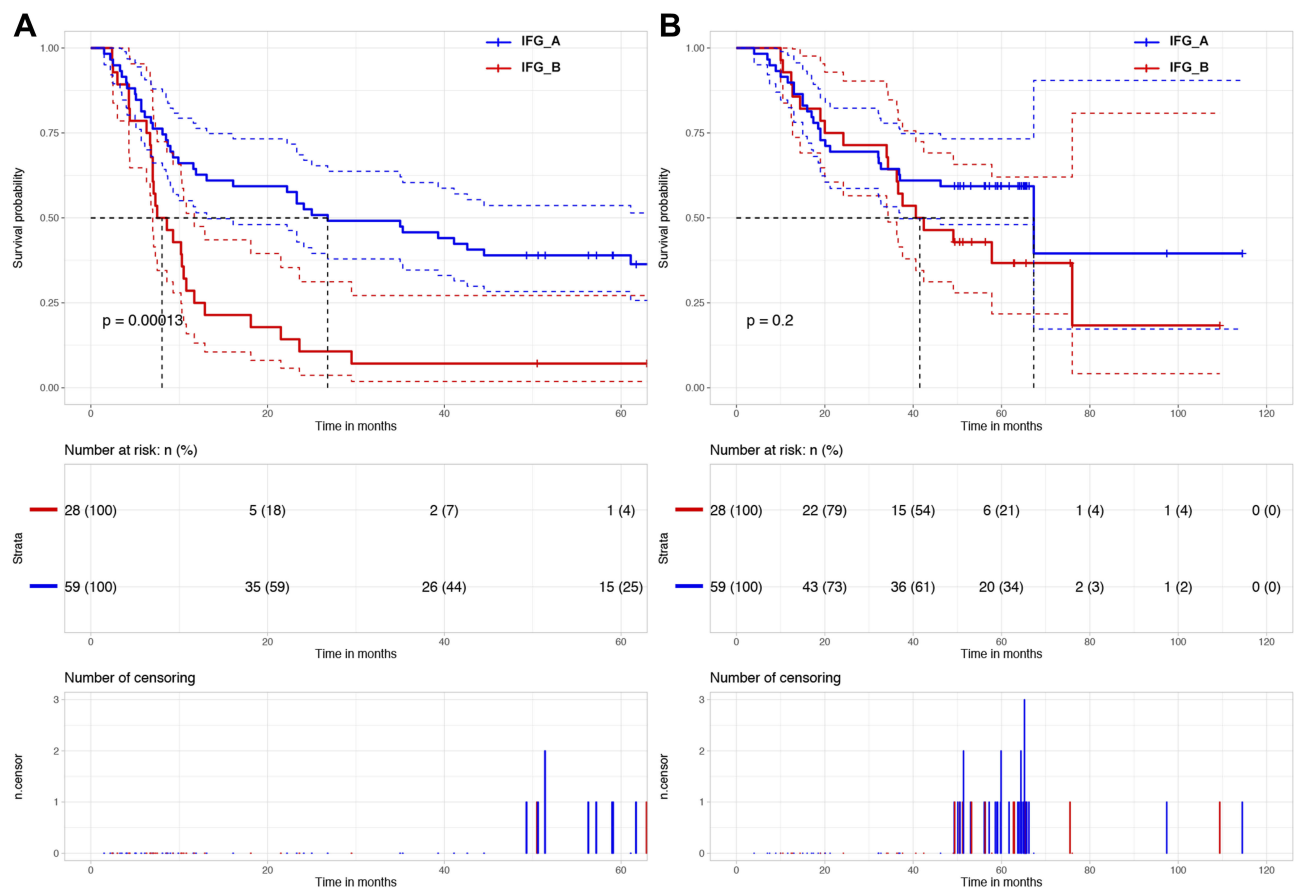 A
1.00
0.75
0.50
0.25
0.00
Survival probability
IFG_A
IFG_B
p = 0.00013
0 20 40 60
Time in months
Number at risk: n (%)
Strata
28 (100) 5 (18) 2 (7) 1 (4)
59 (100) 35 (59) 26 (44) 15 (25)
0 20 40 60
Time in months
Number of censoring
3
2
1
0
n.censor
0 20 40 60
Time in months
B
1.00
0.75
0.50
0.25
0.00
Survival probability
IFG_A
IFG_B
p = 0.2
0 20 40 60 80 100 120
Time in months
Number at risk: n (%)
Strata
28 (100) 22 (79) 15 (54) 6 (21) 1 (4) 1 (4) 0 (0)
59 (100) 43 (73) 36 (61) 20 (34) 2 (3) 1 (2) 0 (0)
0 20 40 60 80 100 120
Time in months
Number of censoring
3
2
1
0
n.censor
0 20 40 60 80 100 120
Time in months